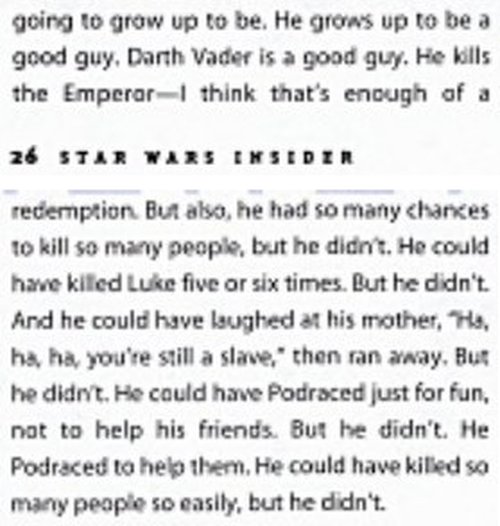 going to grow up to be. He grows up to be a
good guy. Darth Vader is a good guy. He kills
the Emperor—I think that's enough of a
26 STAR WARS INSIDER
redemption. But also, he had so many chances
to kill so many people, but he didn't. He could
have killed Luke five or six times. But he didn't.
And he could have laughed at his mother, “Ha,
ha, ha, you're still a slave,” then ran away. But
he didn't. He could have Podraced just for fun,
not to help his friends. But he didn't. He
Podraced to help them. He could have killed so
many people so easily, but he didn't.